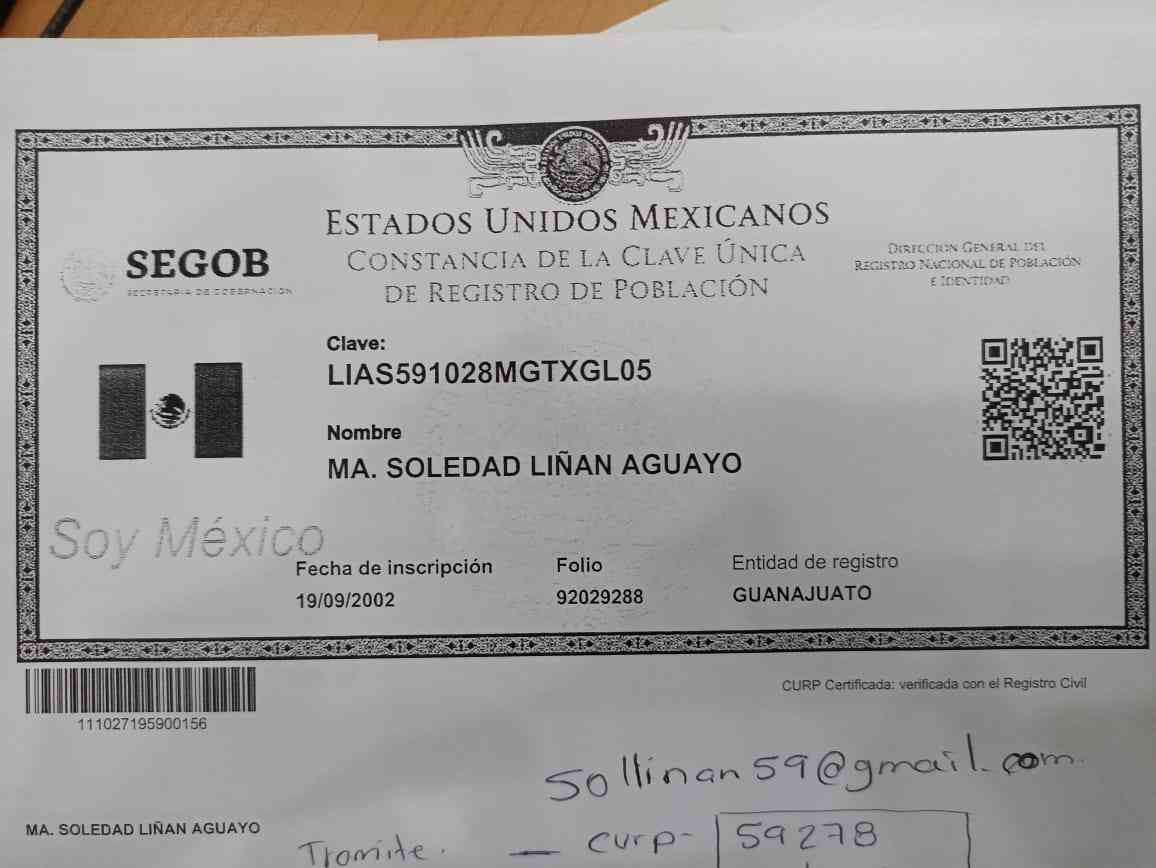 ESTADOS UNIDOS MEXICANOS
CONSTANCIA DE LA CLAVE ÚNICA
DE REGISTRO DE POBLACIÓN
SEGOB
SECRETARÍA DE GOBERNACIÓN
DIRECCIÓN GENERAL DEL
REGISTRO NACIONAL DE POBLACIÓN
E IDENTIDAD
Clave:
LIAS591028MGTXGL05
Nombre
MA. SOLEDAD LIÑAN AGUAYO
Soy México
Fecha de inscripción
19/09/2002
Folio
92029288
Entidad de registro
GUANAJUATO
111027195900156
CURP Certificada: verificada con el Registro Civil
sollinan59@gmail.com
MA. SOLEDAD LIÑAN AGUAYO
Tramite. — curp- 59278